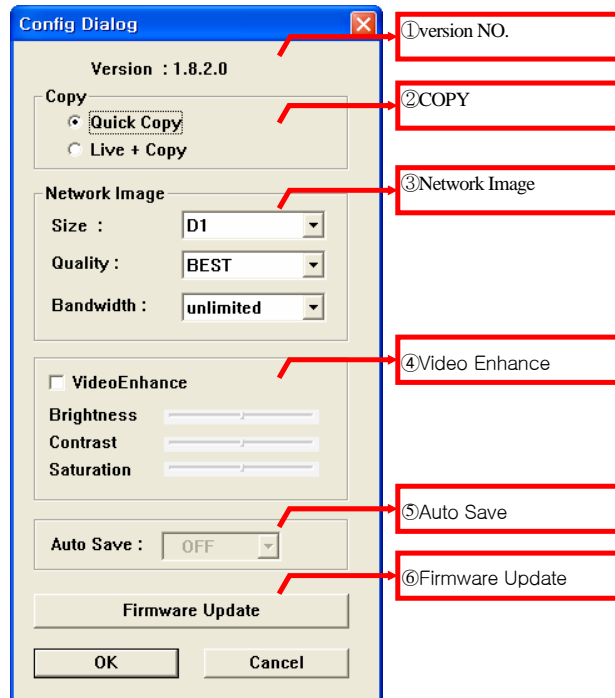 Config Dialog
①version NO.
Version : 1.8.2.0
Copy
②COPY
Quick Copy
Live + Copy
Network Image
③Network Image
Size :
D1
Quality :
BEST
Bandwidth :
unlimited
④Video Enhance
VideoEnhance
Brightness
Contrast
Saturation
⑤Auto Save
Auto Save :
OFF
⑥Firmware Update
Firmware Update
OK
Cancel